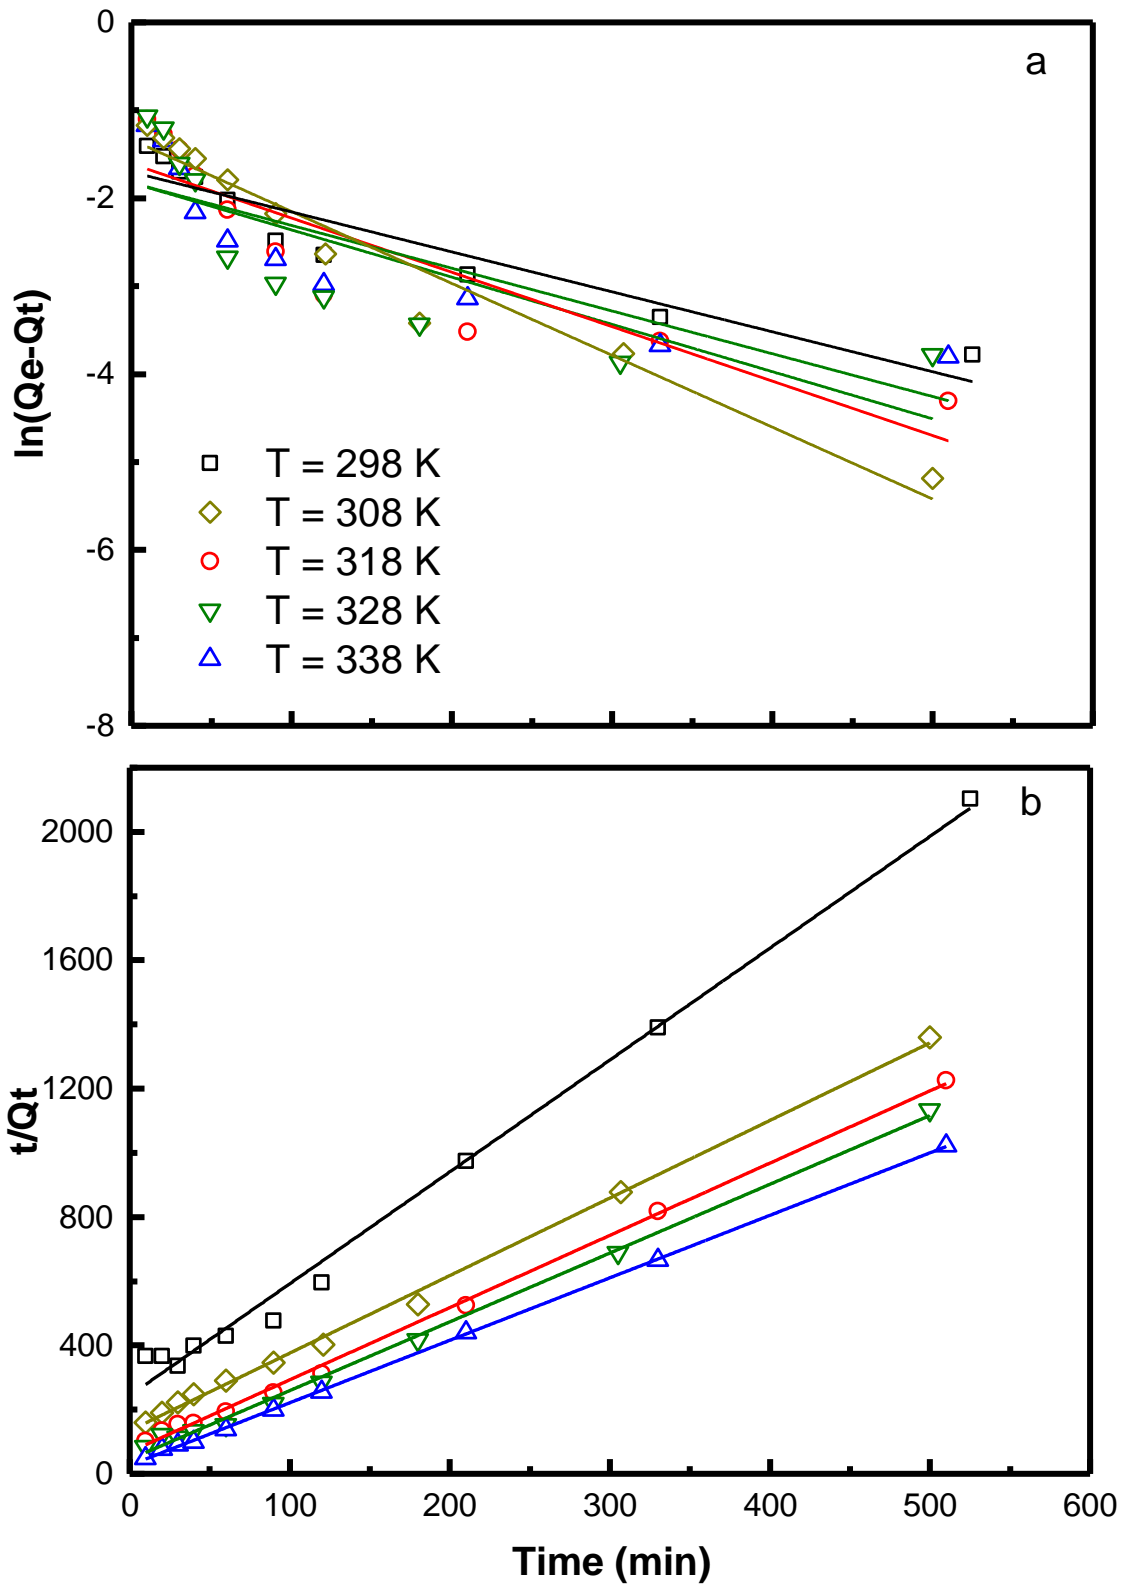 0
a
-2
ln(Qe-Qt)
-4
T = 298 K
T = 308 K
-6
T = 318 K
T = 328 K
T = 338 K
-8
b
2000
1600
t/Qt
1200
800
400
0
0 100 200 300 400 500 600
Time (min)